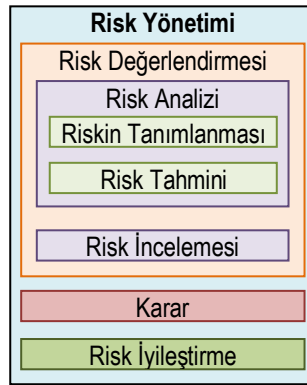 Risk Yönetimi
Risk Değerlendirmesi
Risk Analizi
Riskin Tanımlanması
Risk Tahmini
Risk İncelemesi
Karar
Risk İyileştirme